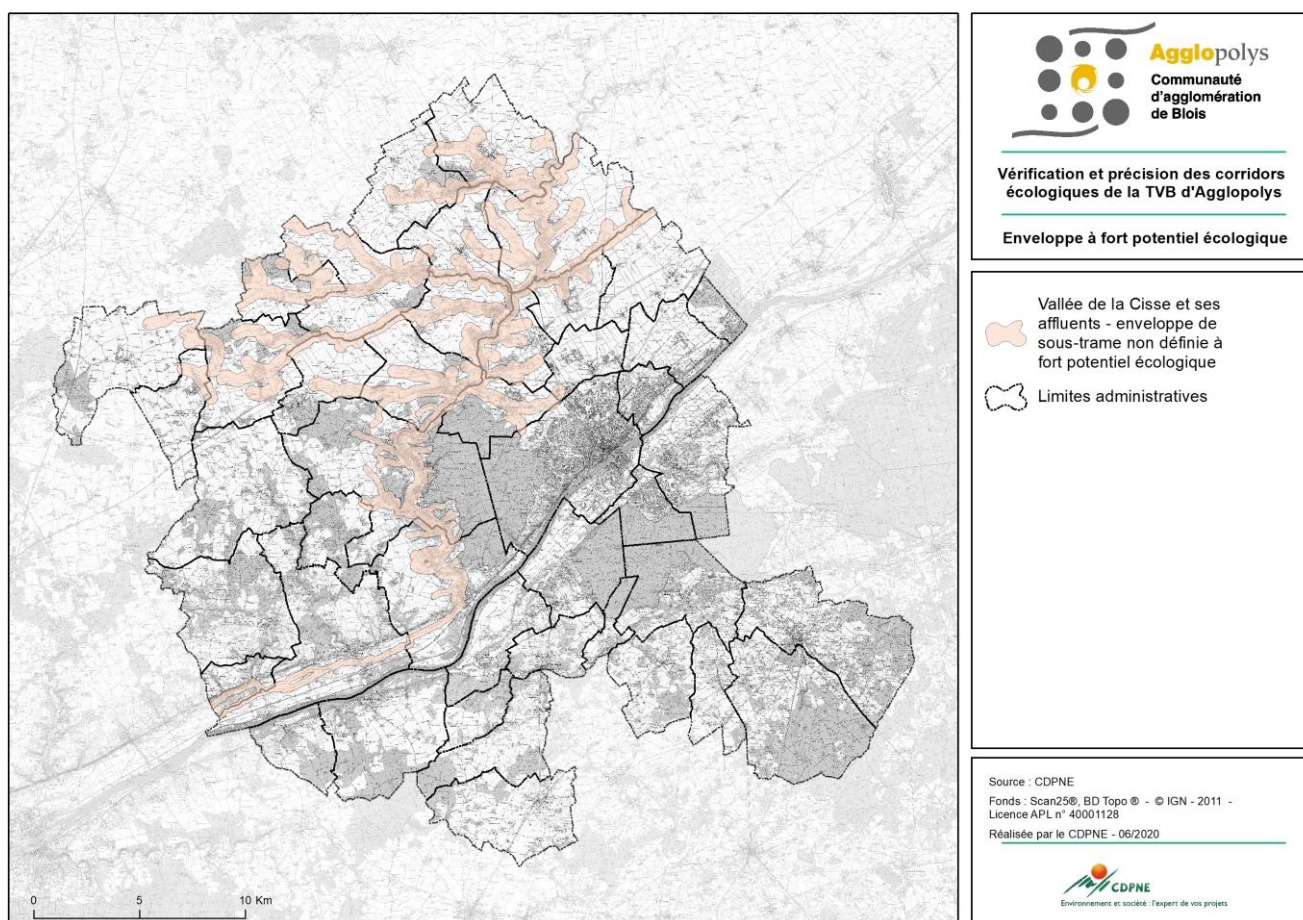 Agglopolys
Communauté
d'agglomération
de Blois
Vérification et précision des corridors
écologiques de la TVB d'Agglopolys
Enveloppe à fort potentiel écologique
Vallée de la Cisse et ses
affluents - enveloppe de
sous-trame non définie à
fort potentiel écologique
Limites administratives
Source : CDPNE
Fonds : Scan25®, BD Topo ® - © IGN - 2011 -
Licence APL n° 40001128
Réalisée par le CDPNE - 06/2020
CDPNE
Environnement et société : l'expert de vos projets
0 5 10 Km